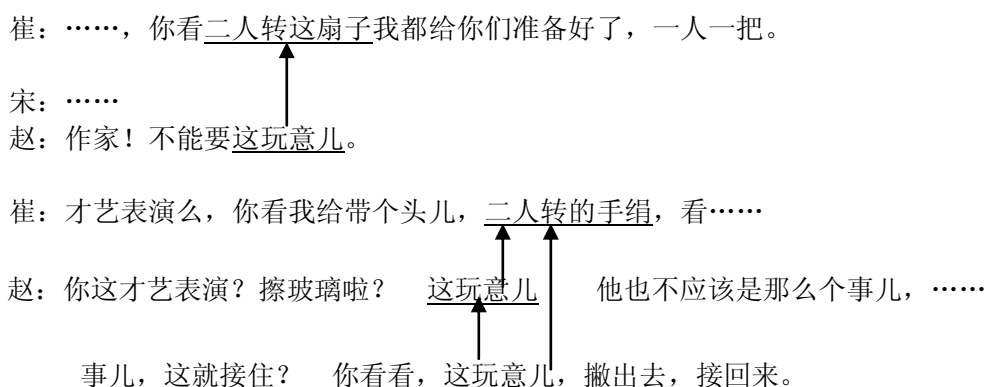 崔：……，你看二人转这扇子我都给你们准备好了，一人一把。
宋：……
赵：作家！不能要这玩意儿。
崔：才艺表演么，你看我给带个头儿，二人转的手绢，看……
赵：你这才艺表演？擦玻璃啦？ 这玩意儿 他也不应该是那么个事儿，……
事儿，这就接住？ 你看看，这玩意儿，撇出去，接回来。